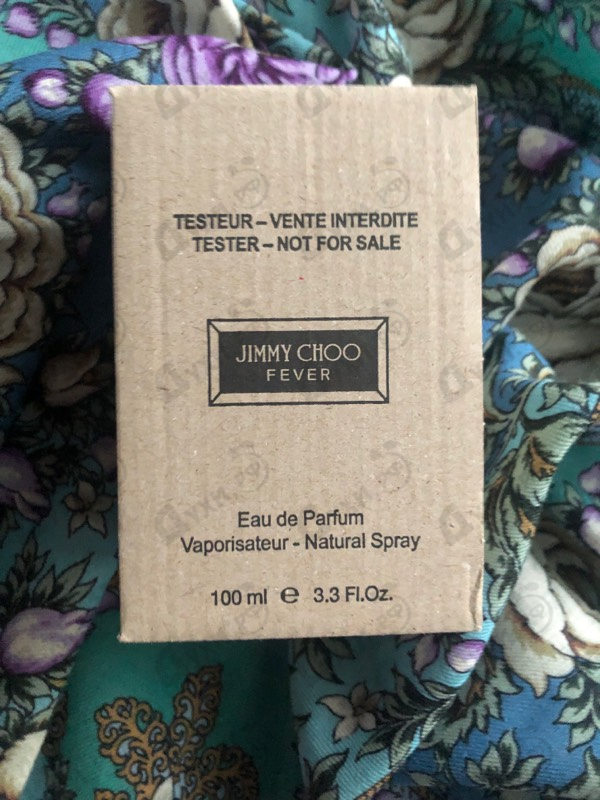 TESTEUR – VENTE INTERDITE
TESTER – NOT FOR SALE
JIMMY CHOO
FEVER
Eau de Parfum
Vaporisateur - Natural Spray
100 ml ℮ 3.3 Fl.Oz.